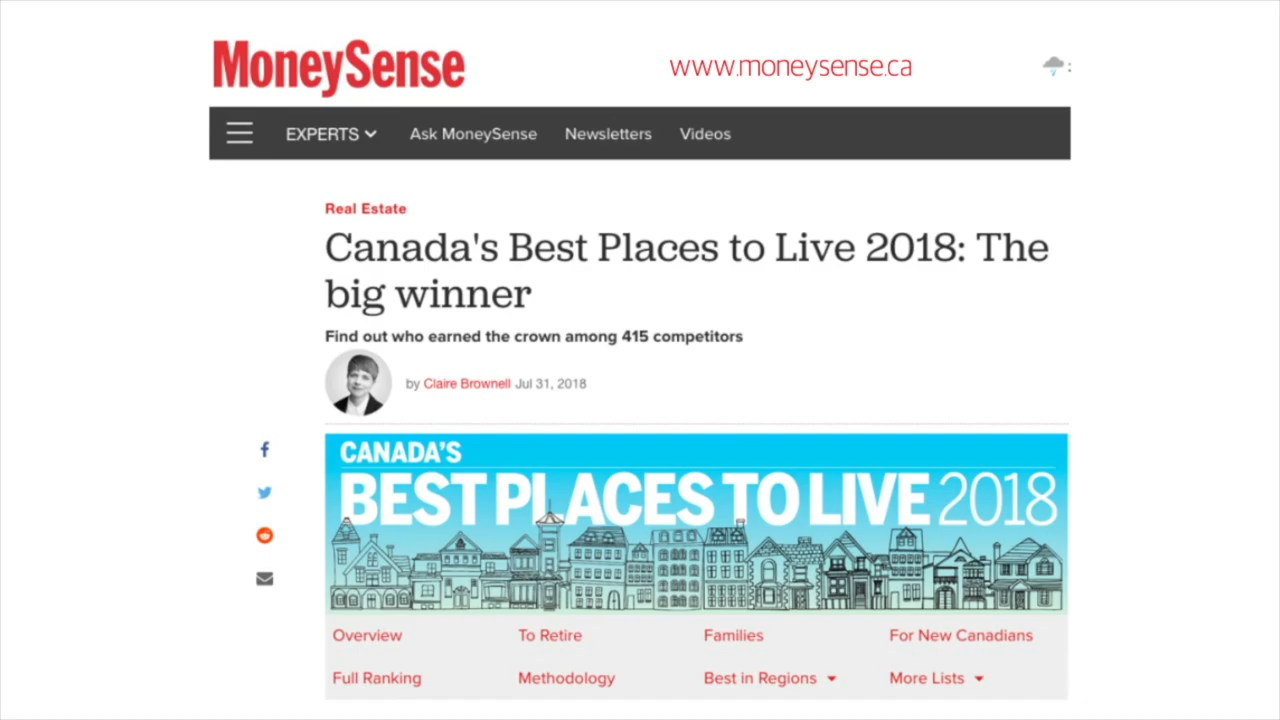 MoneySense
www.moneysense.ca
:
EXPERTS Ask MoneySense Newsletters Videos
Real Estate
Canada's Best Places to Live 2018: The
big winner
Find out who earned the crown among 415 competitors
by Claire Brownell Jul 31, 2018
CANADA'S
BEST PLACES TO LIVE 2018
Overview To Retire Families For New Canadians
Full Ranking Methodology Best in Regions More Lists